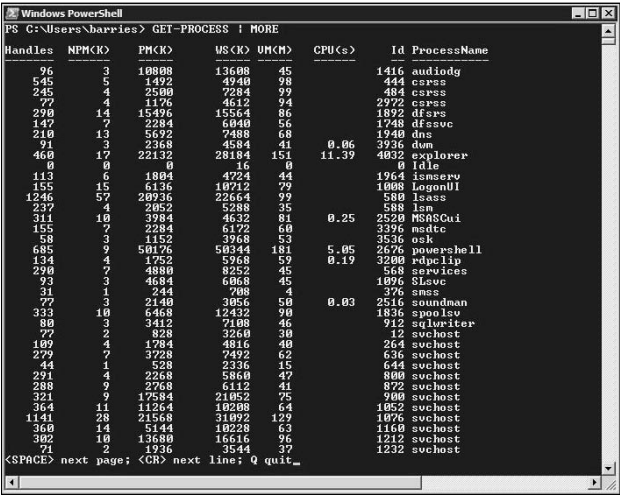 Windows PowerShell
PS C:\Users\barries> GET-PROCESS | MORE
Handles NPM(K) PM(K) WS(K) VM(M) CPU(s) Id ProcessName
------- ------ ----- ----- ----- ------ -- -----------
96 3 10808 13608 45 1416 audiodg
545 5 1492 4940 98 444 csrss
245 4 2500 7284 99 484 csrss
77 4 1176 4612 94 2972 csrss
290 14 15496 15564 86 1892 dfsrs
147 7 2284 6040 56 1748 dfssvc
210 13 5692 7488 68 1940 dns
91 3 2368 4584 41 0.06 3936 dwm
460 17 22132 28184 151 11.39 4032 explorer
0 0 0 16 0 0 Idle
113 6 1804 4724 44 1964 ismserv
155 15 6136 10712 79 1008 LogonUI
1246 57 20936 22664 99 580 lsass
237 4 2052 5288 35 588 lsm
311 10 3984 4632 81 0.25 2520 MSASCui
155 7 2284 6172 60 3396 msdtc
58 3 1152 3968 53 3536 osk
685 9 50176 50344 181 5.05 2676 powershell
134 4 1752 5968 59 0.19 3200 rdpclip
290 7 4880 8252 45 568 services
93 3 4684 6068 45 1096 SLsvc
31 1 244 708 4 376 smss
77 3 2140 3056 50 0.03 2516 soundman
333 10 6468 12432 90 1836 spoolsv
80 3 3412 7108 46 912 sqlwriter
77 2 828 3260 30 12 svchost
109 4 1784 4816 40 264 svchost
279 7 3728 7492 62 636 svchost
44 1 528 2336 15 644 svchost
291 4 2268 5860 47 800 svchost
288 9 2768 6112 41 872 svchost
321 9 17584 21052 75 900 svchost
364 11 11264 10208 64 1052 svchost
1141 28 21568 31092 129 1076 svchost
360 14 5144 10228 63 1160 svchost
302 10 13680 16616 96 1212 svchost
71 2 1936 3544 37 1232 svchost
<SPACE> next page; <CR> next line; Q quit_